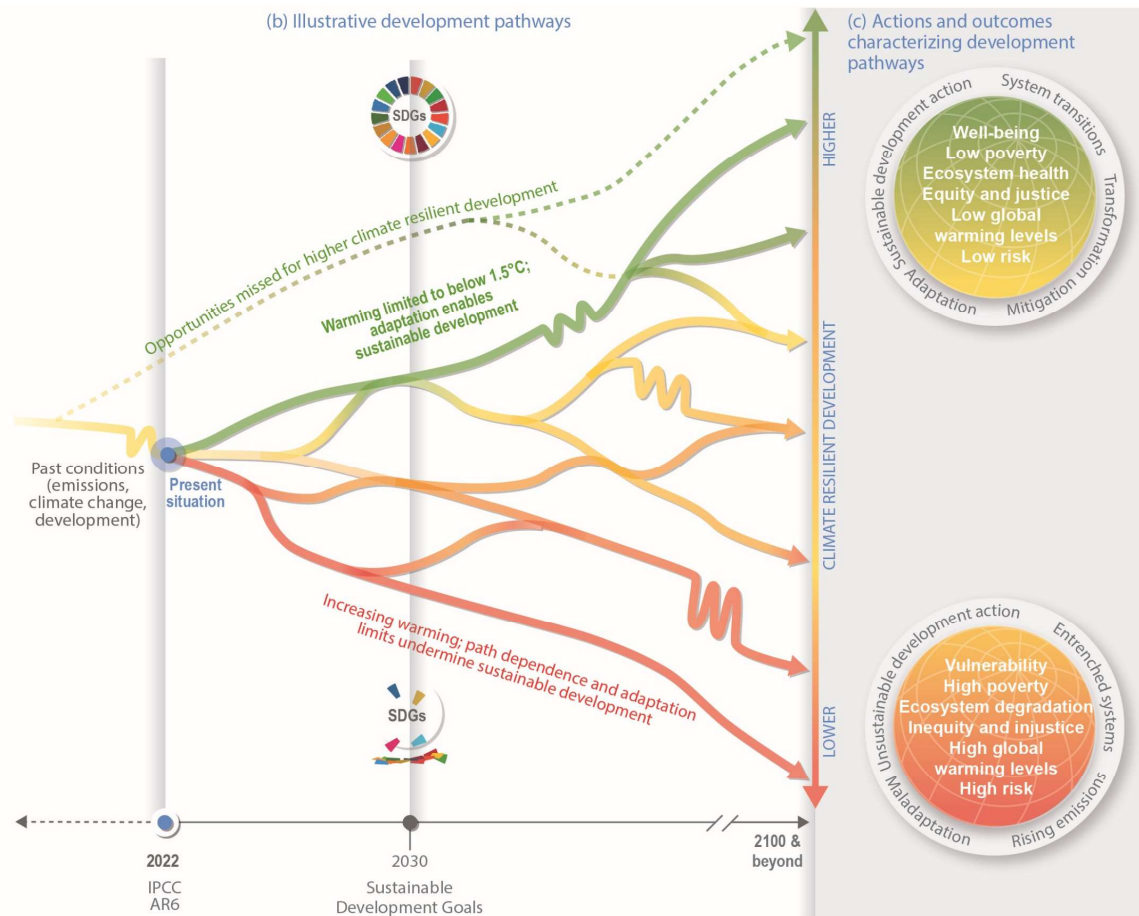 (b) Illustrative development pathways
SDGs
Opportunities missed for higher climate resilient development
Warming limited to below 1.5°C;
adaptation enables
sustainable development
Past conditions
(emissions,
climate change,
development)
Present
situation
Increasing warming; path dependence and adaptation
limits undermine sustainable development
SDGs
2022
IPCC
AR6
2030
Sustainable
Development Goals
2100 &
beyond
HIGHER
CLIMATE RESILIENT DEVELOPMENT
LOWER
(c) Actions and outcomes
characterizing development
pathways
Sustainable development action
System transitions
Transformation
Mitigation
Adaptation
Well-being
Low poverty
Ecosystem health
Equity and justice
Low global
warming levels
Low risk
Unsustainable development action
Entrenched systems
Rising emissions
Maladaptation
Vulnerability
High poverty
Ecosystem degradation
Inequity and injustice
High global
warming levels
High risk